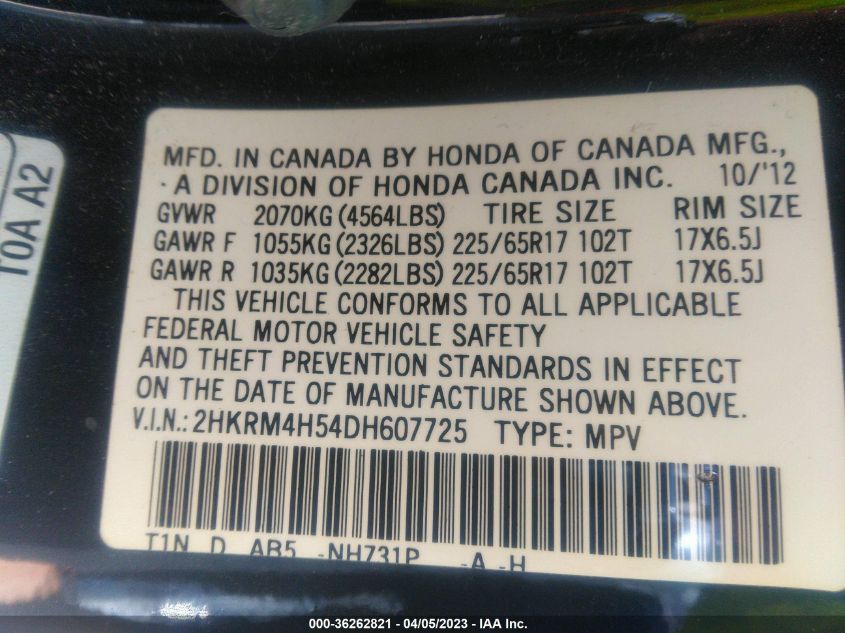 MFD. IN CANADA BY HONDA OF CANADA MFG.,
A DIVISION OF HONDA CANADA INC. 10/'12
GVWR 2070KG (4564LBS) TIRE SIZE RIM SIZE
GAWR F 1055KG (2326LBS) 225/65R17 102T 17X6.5J
GAWR R 1035KG (2282LBS) 225/65R17 102T 17X6.5J
THIS VEHICLE CONFORMS TO ALL APPLICABLE
FEDERAL MOTOR VEHICLE SAFETY
AND THEFT PREVENTION STANDARDS IN EFFECT
ON THE DATE OF MANUFACTURE SHOWN ABOVE.
V.I.N.: 2HKRM4H54DH607725 TYPE: MPV
T1N D AB5 -NH731P -A -H
T0A A2
000-36262821 - 04/05/2023 - IAA Inc.